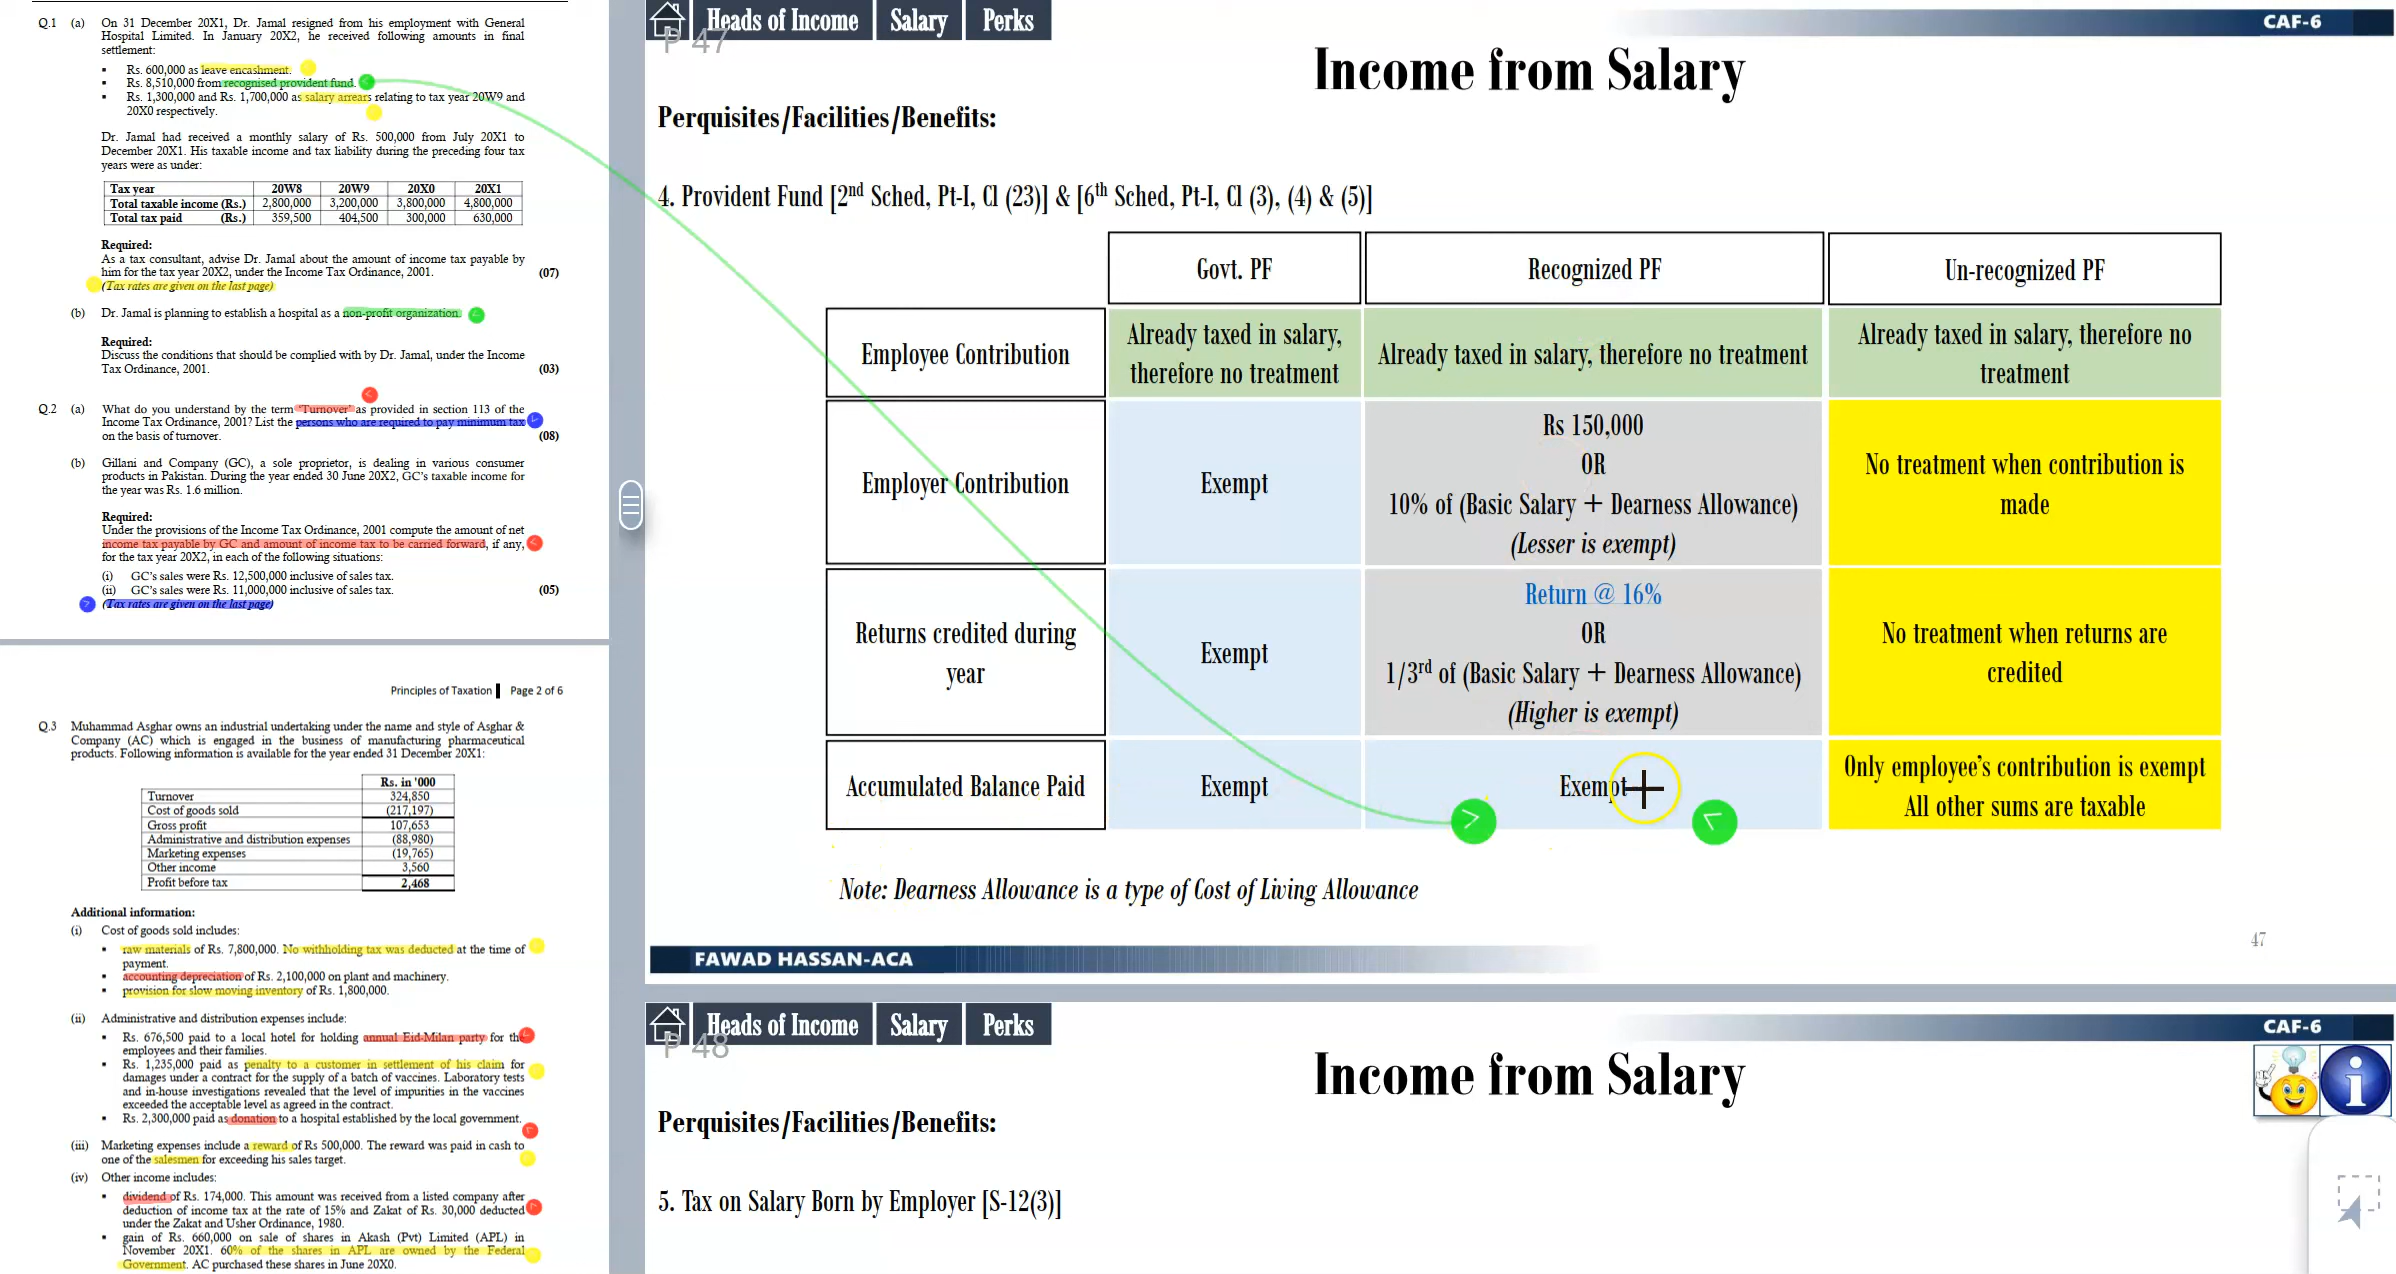 Q.1 (a) On 31 December 20X1, Dr. Jamal resigned from his employment with General
Hospital Limited. In January 20X2, he received following amounts in final
settlement:
▪ Rs. 600,000 as leave encashment.
▪ Rs. 8,510,000 from recognised provident fund.
▪ Rs. 1,300,000 and Rs. 1,700,000 as salary arrears relating to tax year 20W9 and
20X0 respectively.
Dr. Jamal had received a monthly salary of Rs. 500,000 from July 20X1 to
December 20X1. His taxable income and tax liability during the preceding four tax
years were as under:
Tax year 20W8 20W9 20X0 20X1
Total taxable income (Rs.) 2,800,000 3,200,000 3,800,000 4,800,000
Total tax paid (Rs.) 359,500 404,500 300,000 630,000
Required:
As a tax consultant, advise Dr. Jamal about the amount of income tax payable by
him for the tax year 20X2, under the Income Tax Ordinance, 2001. (07)
(Tax rates are given on the last page)
(b) Dr. Jamal is planning to establish a hospital as a non-profit organization.
Required:
Discuss the conditions that should be complied with by Dr. Jamal, under the Income
Tax Ordinance, 2001. (03)
Q.2 (a) What do you understand by the term ‘Turnover’ as provided in section 113 of the
Income Tax Ordinance, 2001? List the persons who are required to pay minimum tax
on the basis of turnover. (08)
(b) Gillani and Company (GC), a sole proprietor, is dealing in various consumer
products in Pakistan. During the year ended 30 June 20X2, GC’s taxable income for
the year was Rs. 1.6 million.
Required:
Under the provisions of the Income Tax Ordinance, 2001 compute the amount of net
income tax payable by GC and amount of income tax to be carried forward, if any,
for the tax year 20X2, in each of the following situations:
(i) GC’s sales were Rs. 12,500,000 inclusive of sales tax.
(ii) GC’s sales were Rs. 11,000,000 inclusive of sales tax. (05)
(Tax rates are given on the last page)
Principles of Taxation Page 2 of 6
Q.3 Muhammad Asghar owns an industrial undertaking under the name and style of Asghar &
Company (AC) which is engaged in the business of manufacturing pharmaceutical
products. Following information is available for the year ended 31 December 20X1:
Rs. in '000
Turnover 324,850
Cost of goods sold (217,197)
Gross profit 107,653
Administrative and distribution expenses (88,980)
Marketing expenses (19,765)
Other income 3,560
Profit before tax 2,468
Additional information:
(i) Cost of goods sold includes:
▪ raw materials of Rs. 7,800,000. No withholding tax was deducted at the time of
payment.
▪ accounting depreciation of Rs. 2,100,000 on plant and machinery.
▪ provision for slow moving inventory of Rs. 1,800,000.
(ii) Administrative and distribution expenses include:
▪ Rs. 676,500 paid to a local hotel for holding annual Eid-Milan party for the
employees and their families.
▪ Rs. 1,235,000 paid as penalty to a customer in settlement of his claim for
damages under a contract for the supply of a batch of vaccines. Laboratory tests
and in-house investigations revealed that the level of impurities in the vaccines
exceeded the acceptable level as agreed in the contract.
▪ Rs. 2,300,000 paid as donation to a hospital established by the local government.
(iii) Marketing expenses include a reward of Rs 500,000. The reward was paid in cash to
one of the salesmen for exceeding his sales target.
(iv) Other income includes:
▪ dividend of Rs. 174,000. This amount was received from a listed company after
deduction of income tax at the rate of 15% and Zakat of Rs. 30,000 deducted
under the Zakat and Usher Ordinance, 1980.
▪ gain of Rs. 660,000 on sale of shares in Akash (Pvt) Limited (APL) in
November 20X1. 60% of the shares in APL are owned by the Federal
Government. AC purchased these shares in June 20X0.
Heads of Income Salary Perks
P 47
CAF-6
Income from Salary
Perquisites/Facilities/Benefits:
4. Provident Fund [2nd Sched, Pt-I, Cl (23)] & [6th Sched, Pt-I, Cl (3), (4) & (5)]
Govt. PF Recognized PF Un-recognized PF
Employee Contribution
Already taxed in salary,
therefore no treatment
Already taxed in salary, therefore no treatment
Already taxed in salary, therefore no
treatment
Employer Contribution
Exempt
Rs 150,000
OR
10% of (Basic Salary + Dearness Allowance)
(Lesser is exempt)
No treatment when contribution is
made
Returns credited during
year
Exempt
Return @ 16%
OR
1/3rd of (Basic Salary + Dearness Allowance)
(Higher is exempt)
No treatment when returns are
credited
Accumulated Balance Paid
Exempt
Exempt
Only employee’s contribution is exempt
All other sums are taxable
Note: Dearness Allowance is a type of Cost of Living Allowance
47
FAWAD HASSAN-ACA
Heads of Income Salary Perks
P 48
CAF-6
Income from Salary
Perquisites/Facilities/Benefits:
5. Tax on Salary Born by Employer [S-12(3)]